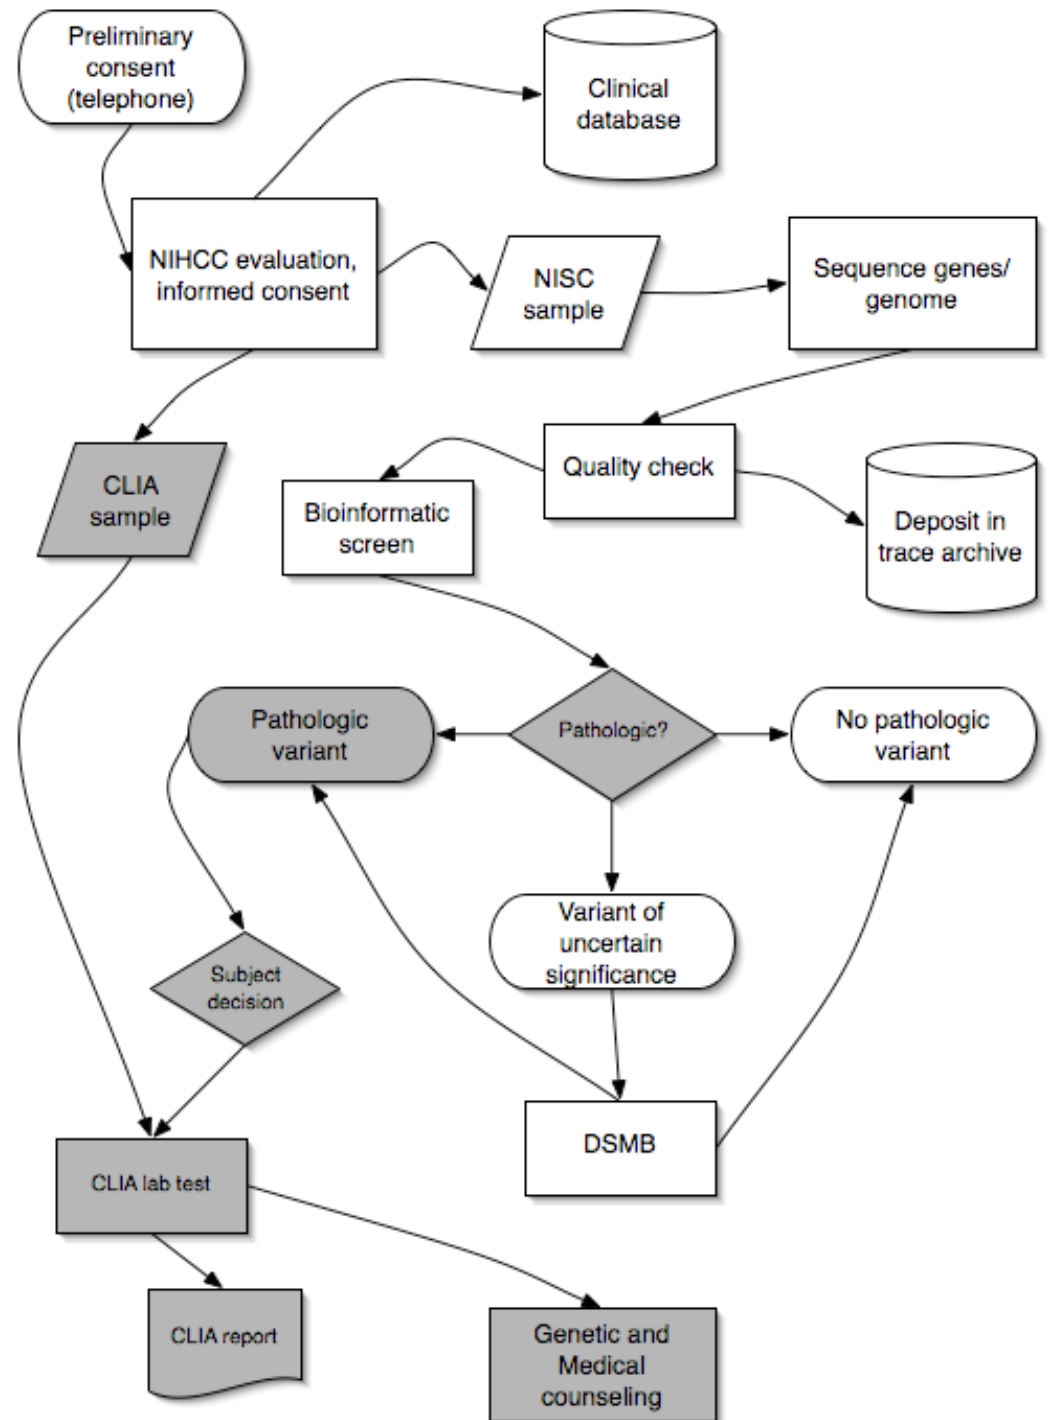 Preliminary
consent
(telephone)
Clinical
database
NIHCC evaluation,
informed consent
NISC
sample
Sequence genes/
genome
CLIA
sample
Quality check
Bioinformatic
screen
Deposit in
trace archive
Pathologic
variant
Pathologic?
No pathologic
variant
Variant of
uncertain
significance
Subject
decision
DSMB
CLIA lab test
CLIA report
Genetic and
Medical
counseling